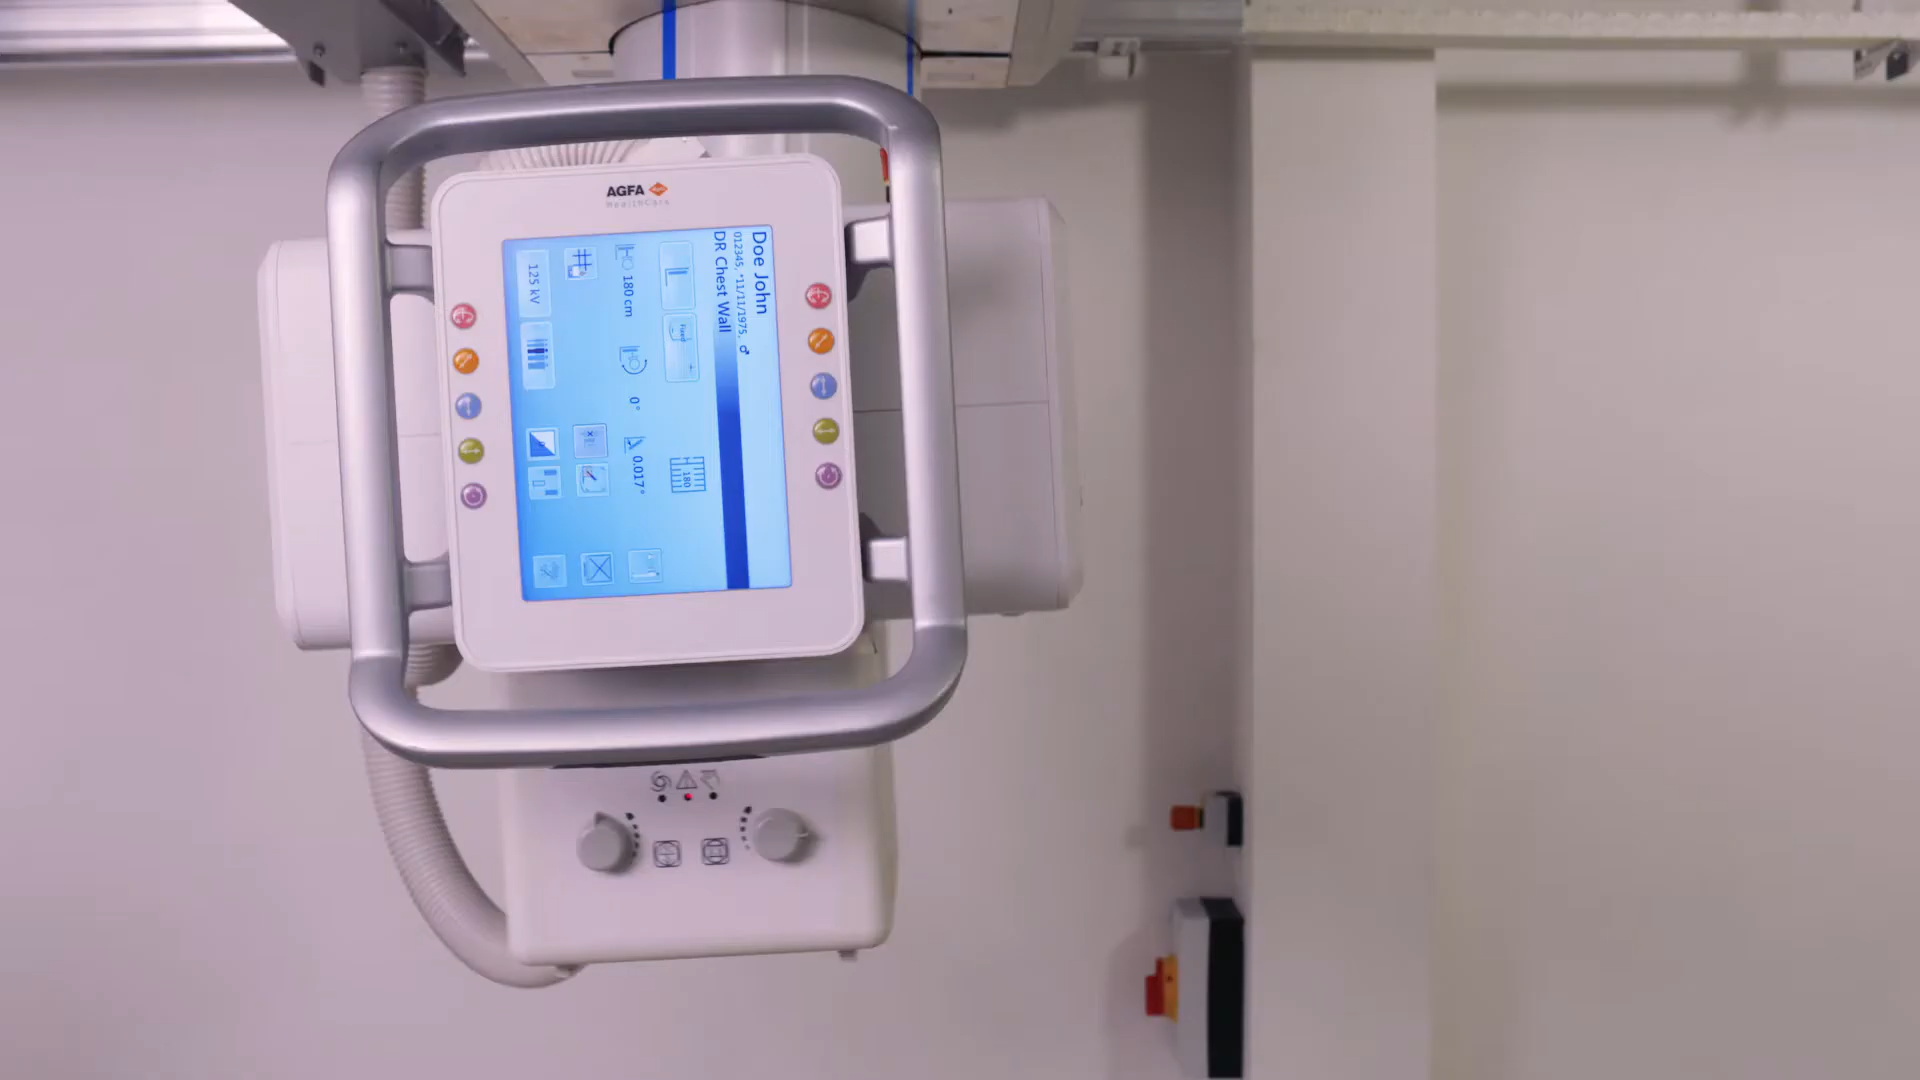 AGFA
HealthCare
Doe John
012345, *11/11/1975, ♂
DR Chest Wall
Fixed
180
180 cm
0°
0.017°
125 kV